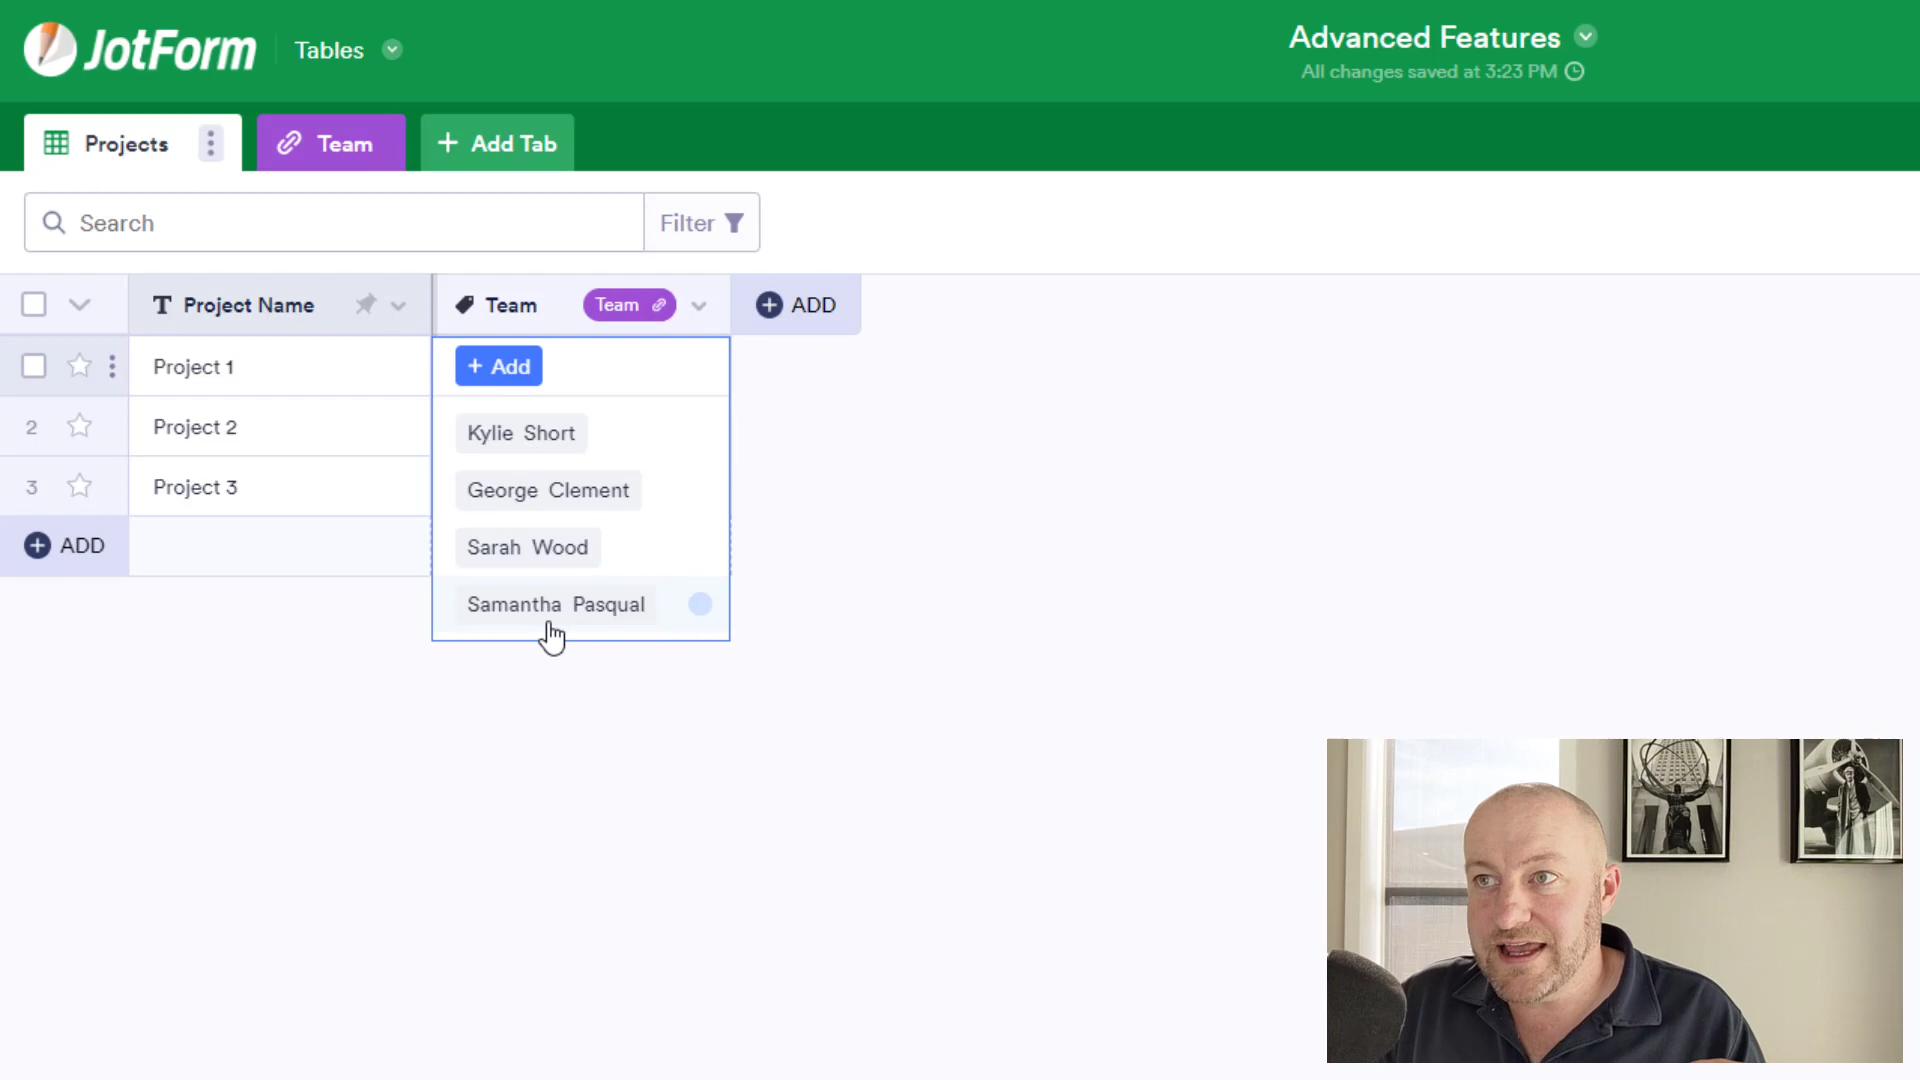 JotForm
Tables
Advanced Features
All changes saved at 3:23 PM
Projects
Team
+ Add Tab
Search
Filter
T Project Name
Team
Team
ADD
Project 1
+ Add
2
Project 2
Kylie Short
3
Project 3
George Clement
ADD
Sarah Wood
Samantha Pasqual